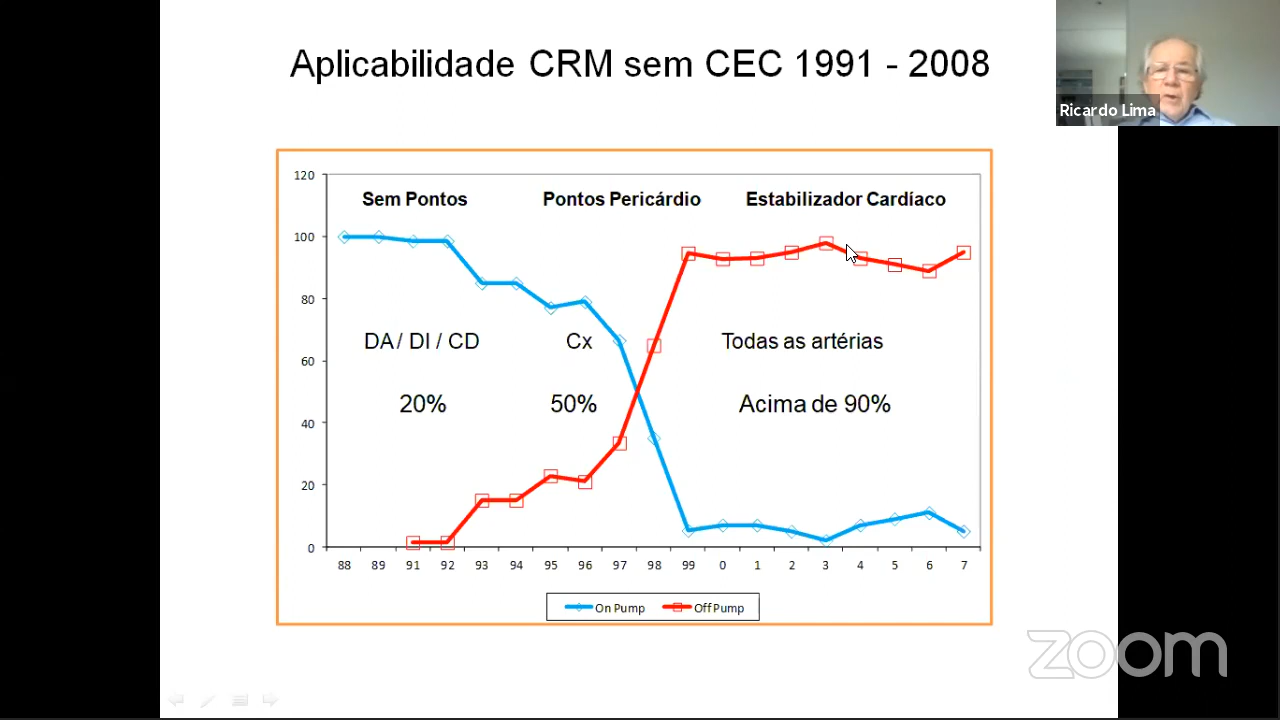 Aplicabilidade CRM sem CEC 1991 - 2008
Ricardo Lima
Sem Pontos
Pontos Pericárdio
Estabilizador Cardíaco
120
100
80
60
40
20
0
DA / DI / CD
Cx
Todas as artérias
20%
50%
Acima de 90%
88 89 91 92 93 94 95 96 97 98 99 0 1 2 3 4 5 6 7
On Pump
Off Pump
zoom